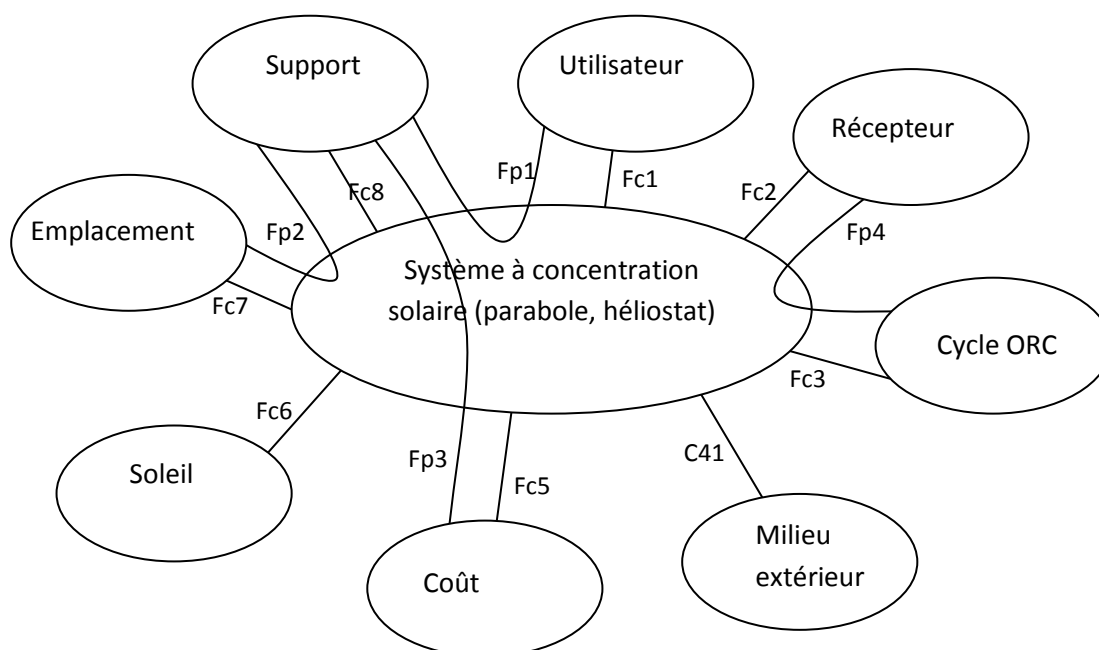 Support
Utilisateur
Récepteur
Fp1
Fc1
Fc2
Fc8
Emplacement
Fp2
Fp4
Système à concentration
solaire (parabole, héliostat)
Fc7
Cycle ORC
Fc3
Fc6
Fp3
C41
Soleil
Fc5
Milieu
extérieur
Coût